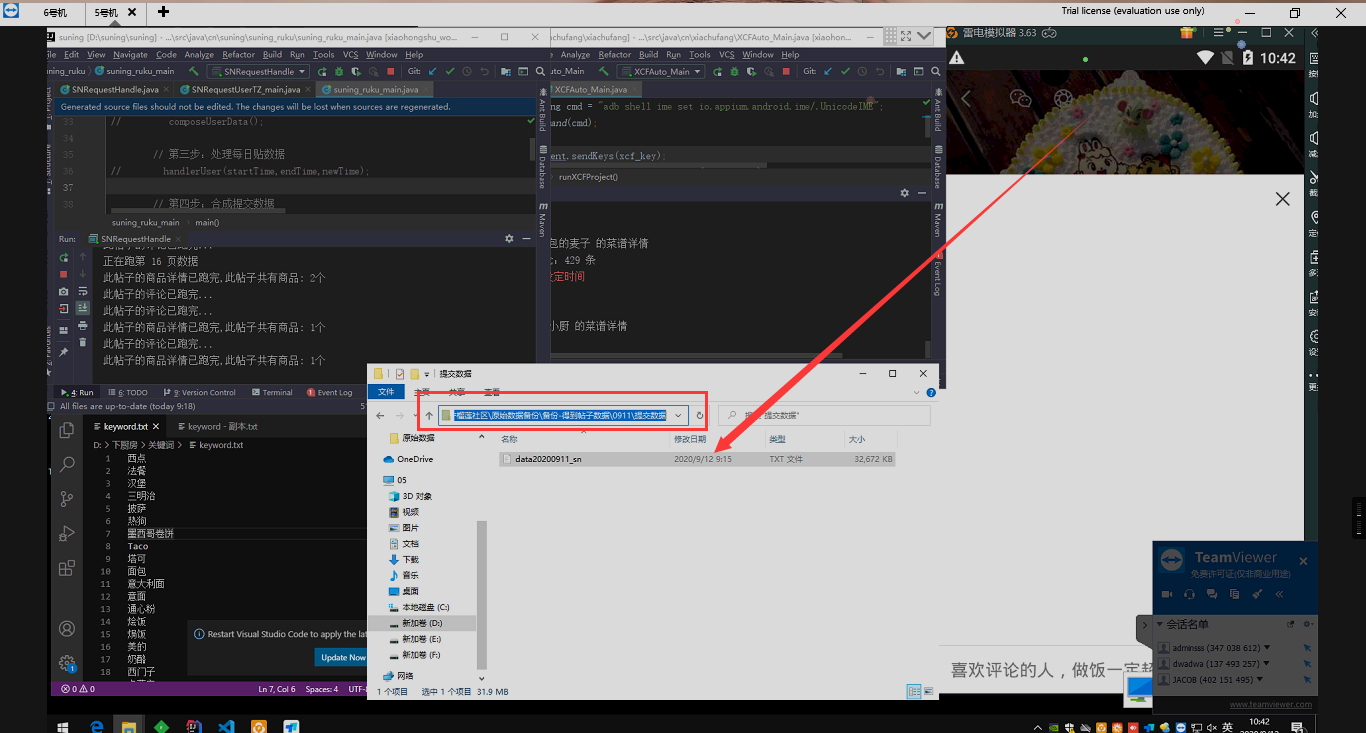 6号机
5号机
Trial license (evaluation use only)
suning [D:\suning\suning] - ...\src\java\cn\suning\suning_ruku\suning_ruku_main.java [xiaohongshu_wo...
Edit View Navigate Code Analyze Refactor Build Run Tools VCS Window Help
suning_ruku_main
SNRequestHandle
Git:
SNRequestHandle.java
SNRequestUserTZ_main.java
suning_ruku_main.java
Generated source files should not be edited. The changes will be lost when sources are regenerated.
33 // composeUserData();
34
35 // 第三步：处理每日贴数据
36 // handlerUser(startTime,endTime,newTime);
37
38 // 第四步：合成提交数据
suning_ruku_main
main()
Run:
SNRequestHandle
正在跑第 16 页数据
此帖子的商品详情已跑完,此帖子共有商品: 2个
此帖子的评论已跑完...
此帖子的评论已跑完...
此帖子的商品详情已跑完,此帖子共有商品: 1个
此帖子的评论已跑完...
此帖子的商品详情已跑完,此帖子共有商品: 1个
4: Run
6: TODO
9: Version Control
Terminal
Event Log
All files are up-to-date (today 9:18)
Ant Build
Database
Maven
achufang\xiachufang] - ...\src\java\cn\xiachufang\XCFAuto_Main.java [xiaohon...
Analyze Refactor Build Run Tools VCS Window Help
XCFAuto_Main
Git:
XCFAuto_Main.java
ng cmd = "adb shell ime set io.appium.android.ime/.UnicodeIME";
and(cmd);
ent.sendKeys(xcf_key);
runXCFProject()
包的麦子 的菜谱详情
: 429 条
定时间
小厨 的菜谱详情
Ant Build
Database
Maven
Event Log
雷电模拟器 3.63
10:42
喜欢评论的人，做饭一定
提交数据
文件
主页
共享
查看
榴莲社区\原始数据备份\备份-得到帖子数据\0911\提交数据
提交数据"
原始数据
OneDrive
05
3D 对象
视频
图片
文档
下载
音乐
桌面
本地磁盘 (C:)
新加卷 (D:)
新加卷 (E:)
新加卷 (F:)
网络
名称
修改日期
类型
大小
data20200911_sn
2020/9/12 9:15
TXT 文件
32,672 KB
1 个项目
选中 1 个项目 31.9 MB
keyword.txt
keyword - 副本.txt
D: > 下厨房 > 关键词 > keyword.txt
1 西点
2 法餐
3 汉堡
4 三明治
5 披萨
6 热狗
7 墨西哥卷饼
8 Taco
9 塔可
10 面包
11 意大利面
12 意面
13 通心粉
14 烩饭
15 焗饭
16 美的
17 奶酪
18 西门子
Restart Visual Studio Code to apply the lat
Update Now
0 0
Ln 7, Col 6
Spaces: 4
UTF-8
TeamViewer
免费许可证(仅非商业用途)
会话名单
adminsss (347 038 612)
dwadwa (137 493 257)
JACOB (402 151 495)
www.teamviewer.com
英
10:42